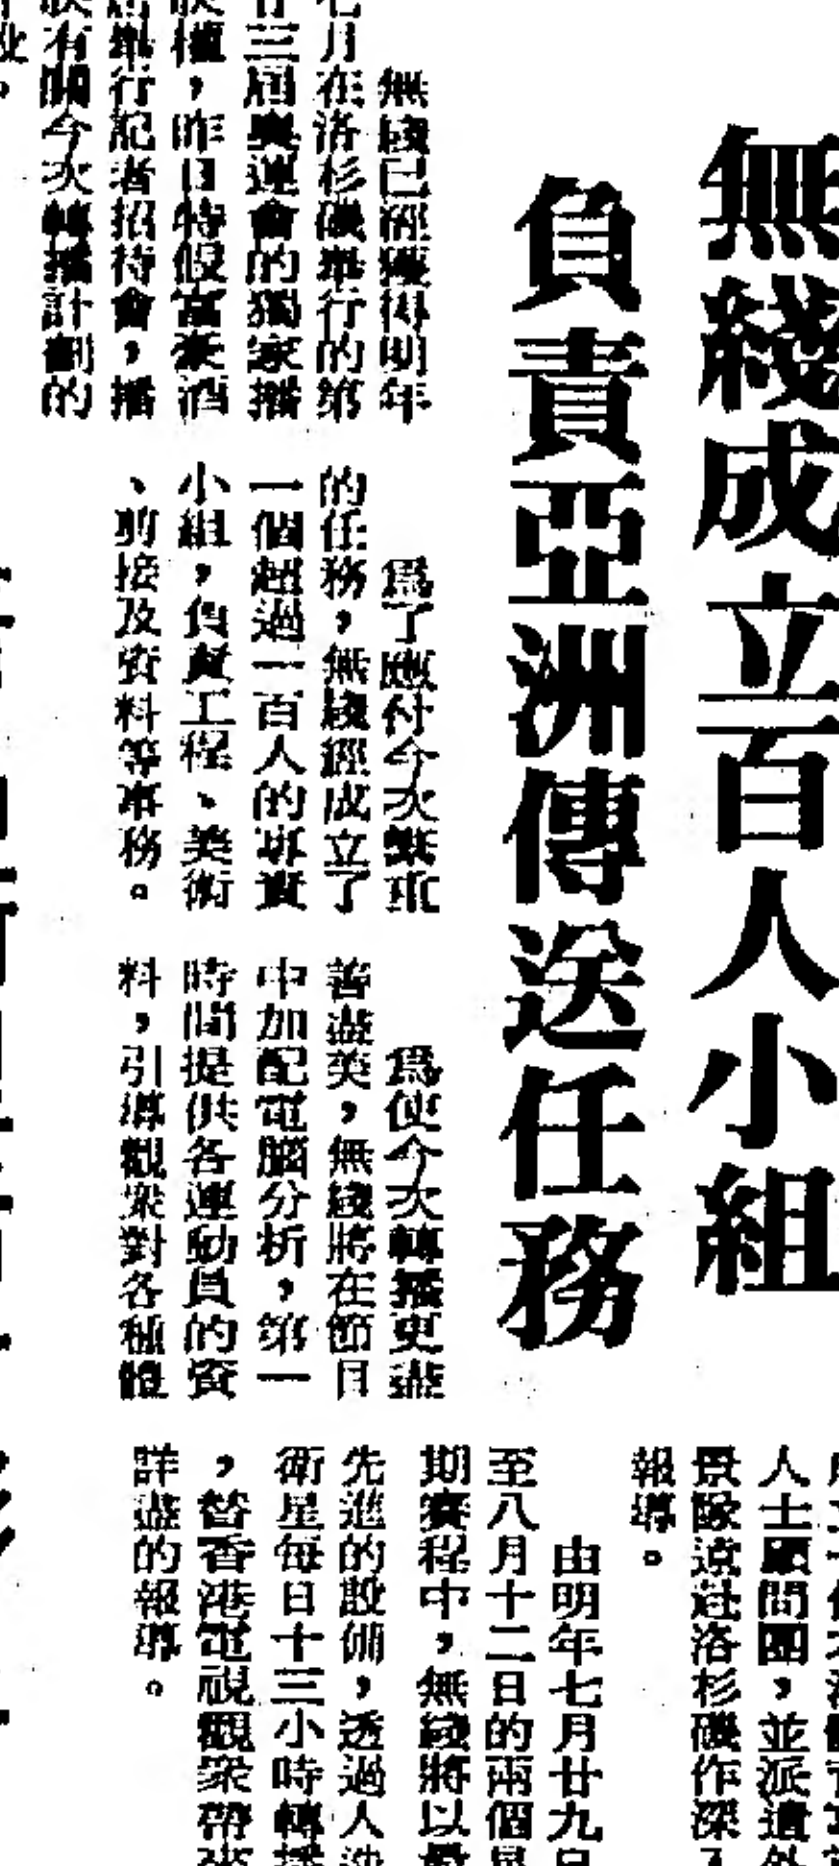 無綫成立百人小組
負責亞洲傳送任務
無綫已經獲得明年
七月在洛杉磯舉行的第
廿三屆奧運會的獨家播
映權，昨日特假富豪酒
店舉行記者招待會，播
映有關今次轉播計劃的
爲了應付今次繁重
的任務，無綫經成立了
一個超過一百人的專責
小組，負責工程、美術
、剪接及資料等事務。
爲使今次轉播更盡
善盡美，無綫將在節目
中加配電腦分析，第一
時間提供各運動員的資
料，引導觀衆對各種體
人士顧問團，並派遣外
景隊遠赴洛杉磯作深入
報導。
由明年七月廿九日
至八月十二日的兩個星
期賽程中，無綫將以最
先進的設備，透過人造
衛星每日十三小時轉播
，替香港電視觀衆帶來
詳盡的報導。